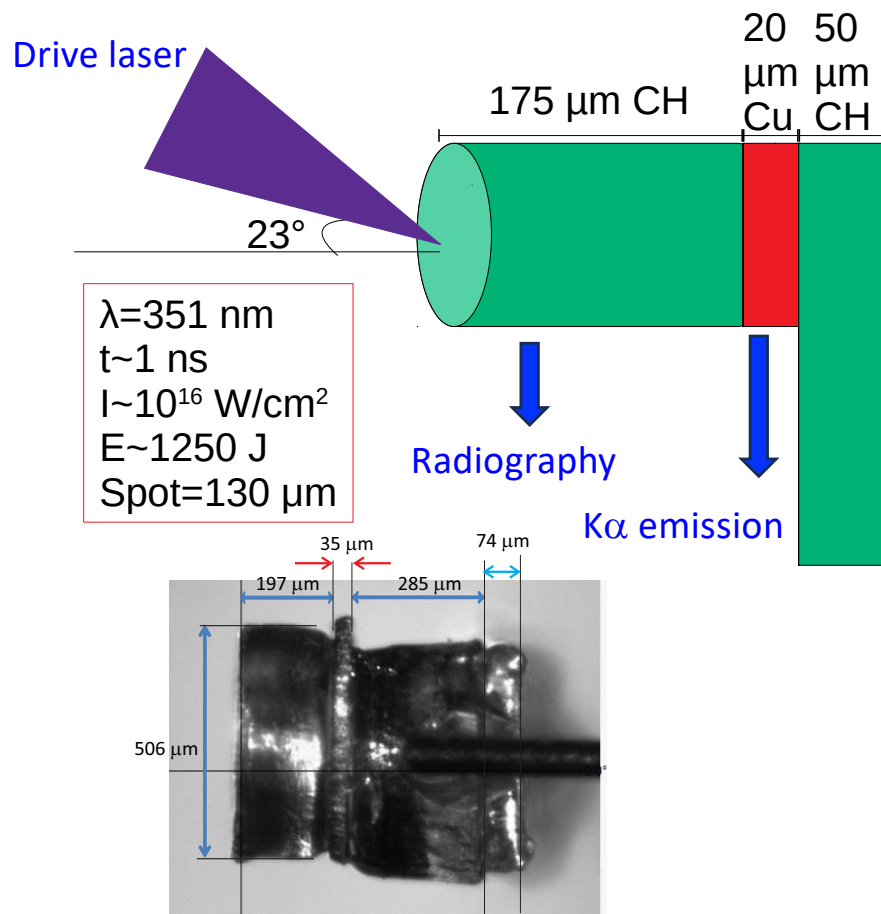 Drive laser
175 µm CH
20
µm
Cu
50
µm
CH
23°
λ=351 nm
t~1 ns
I~10¹⁶ W/cm²
E~1250 J
Spot=130 µm
Radiography
Kα emission
35 µm
74 µm
197 µm
285 µm
506 µm